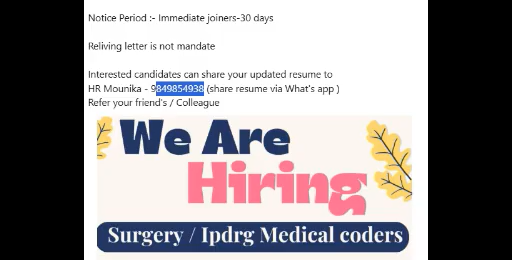 Notice Period :- Immediate joiners-30 days
Reliving letter is not mandate
Interested candidates can share your updated resume to
HR Mounika - 9849854938 (share resume via What's app )
Refer your friend's / Colleague
We Are
Hiring
Surgery / Ipdrg Medical coders